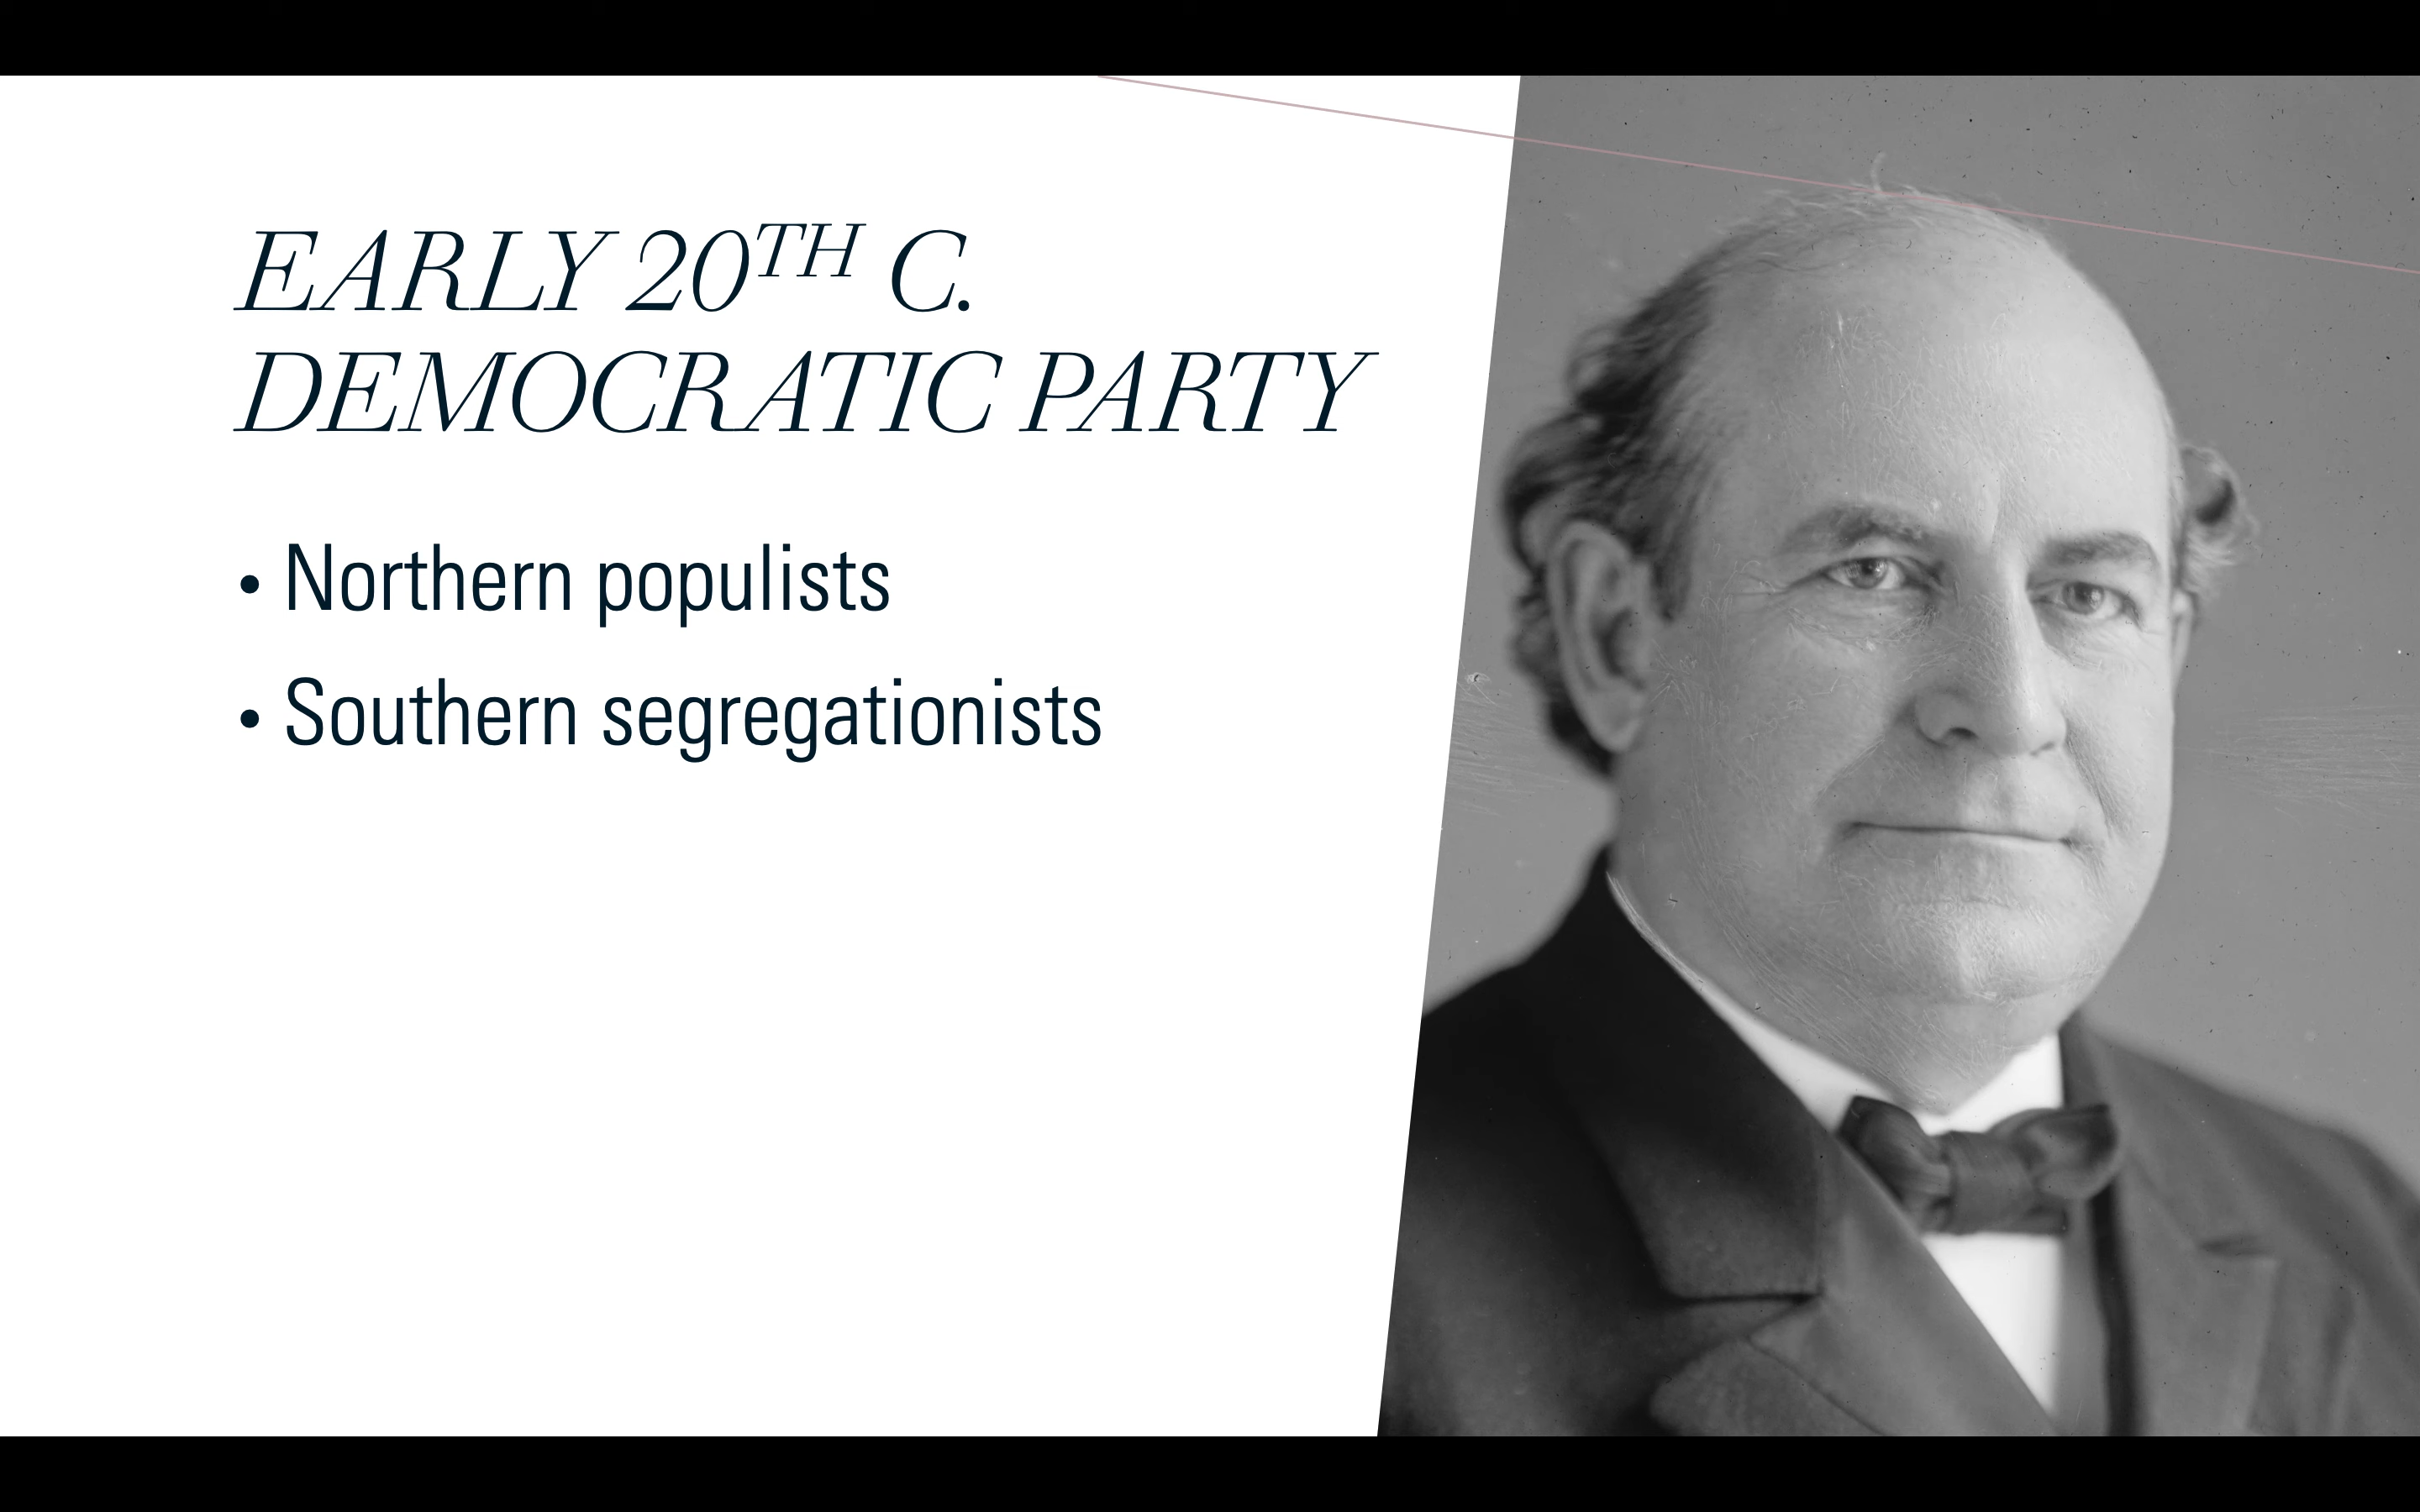 EARLY 20TH C.
DEMOCRATIC PARTY
• Northern populists
• Southern segregationists